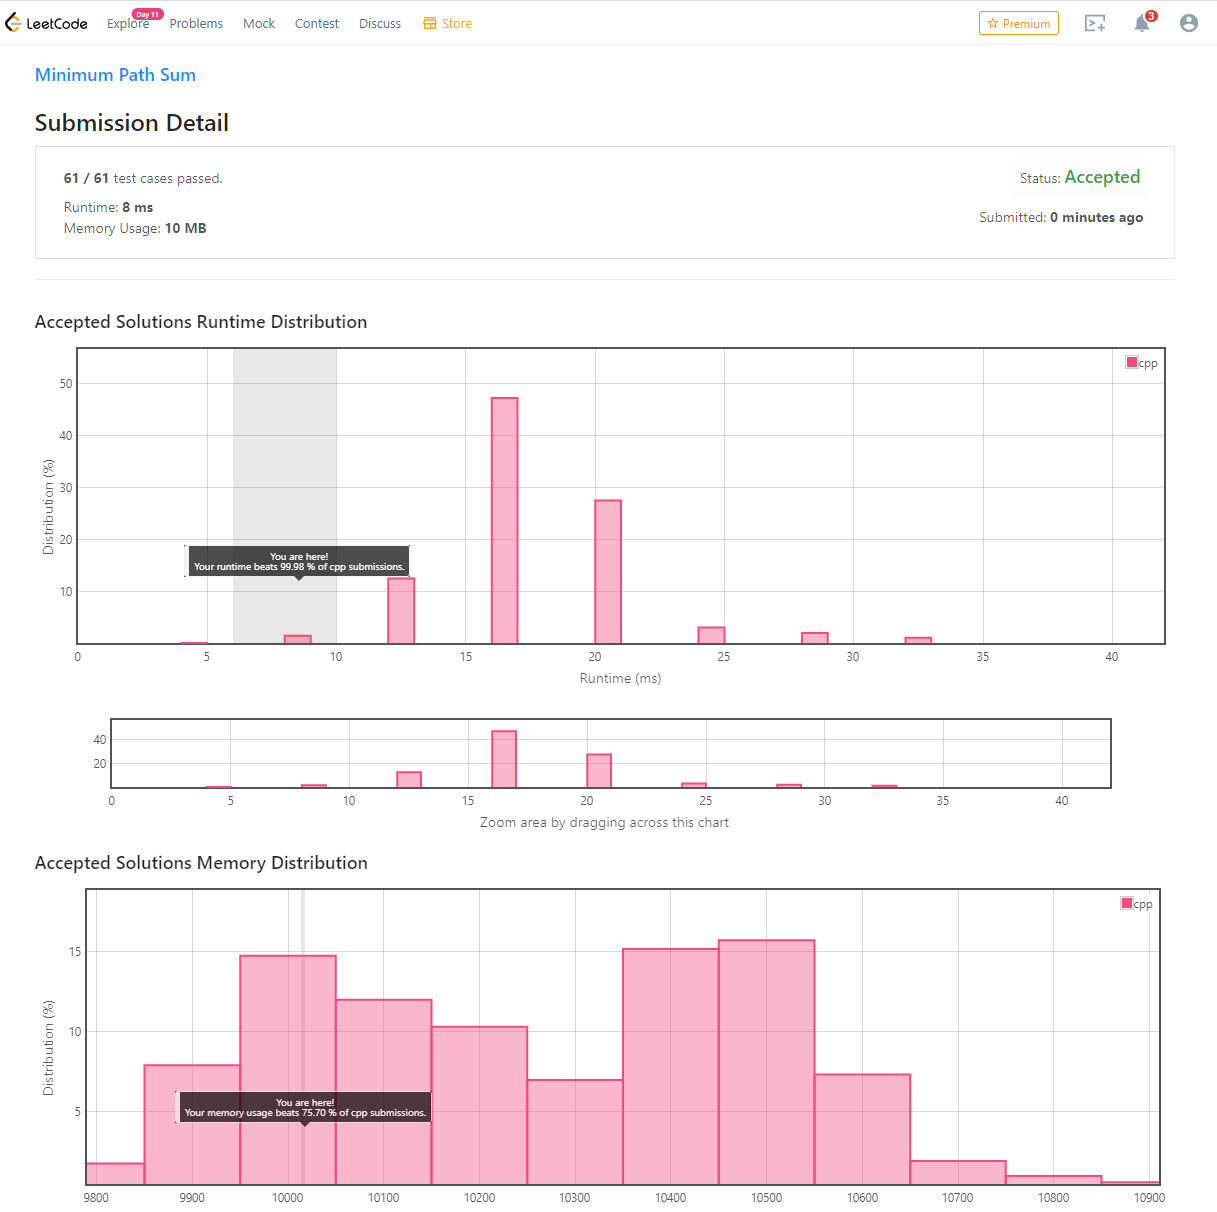 LeetCode Explore Day 11 Problems Mock Contest Discuss Store Premium 3
Minimum Path Sum
Submission Detail
61 / 61 test cases passed.
Status: Accepted
Runtime: 8 ms
Submitted: 0 minutes ago
Memory Usage: 10 MB
Accepted Solutions Runtime Distribution
cpp
50
40
30
20
10
Distribution (%)
You are here!
Your runtime beats 99.98 % of cpp submissions.
0 5 10 15 20 25 30 35 40
Runtime (ms)
40
20
0 5 10 15 20 25 30 35 40
Zoom area by dragging across this chart
Accepted Solutions Memory Distribution
cpp
15
10
5
Distribution (%)
You are here!
Your memory usage beats 75.70 % of cpp submissions.
9800 9900 10000 10100 10200 10300 10400 10500 10600 10700 10800 10900